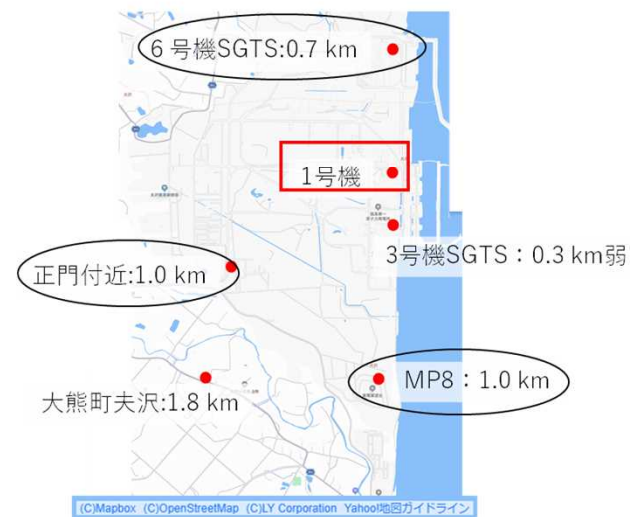 6 号機SGTS:0.7 km
1号機
3号機SGTS：0.3 km弱
正門付近:1.0 km
MP8：1.0 km
大熊町夫沢:1.8 km
(C)Mapbox (C)OpenStreetMap (C)LY Corporation Yahoo!地図ガイドライン